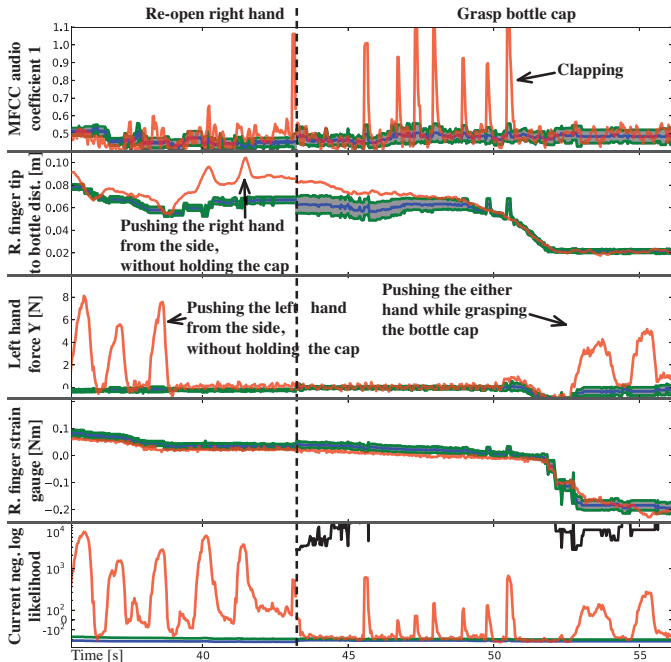 Re-open right hand
Grasp bottle cap
MFCC audio
coefficient 1
1.1
1.0
0.9
0.8
0.7
0.6
0.5
Clapping
R. finger tip
to bottle dist. [m]
0.10
0.08
0.06
0.04
0.02
Pushing the right hand
from the side,
without holding the cap
Left hand
force Y [N]
8
6
4
2
0
Pushing the left hand
from the side,
without holding the cap
Pushing the either
hand while grasping
the bottle cap
R. finger strain
gauge [Nm]
0.1
0.0
−0.1
−0.2
Current neg. log
likelihood
10^4
10^2
0
-10^2
Time [s]
40
45
50
55